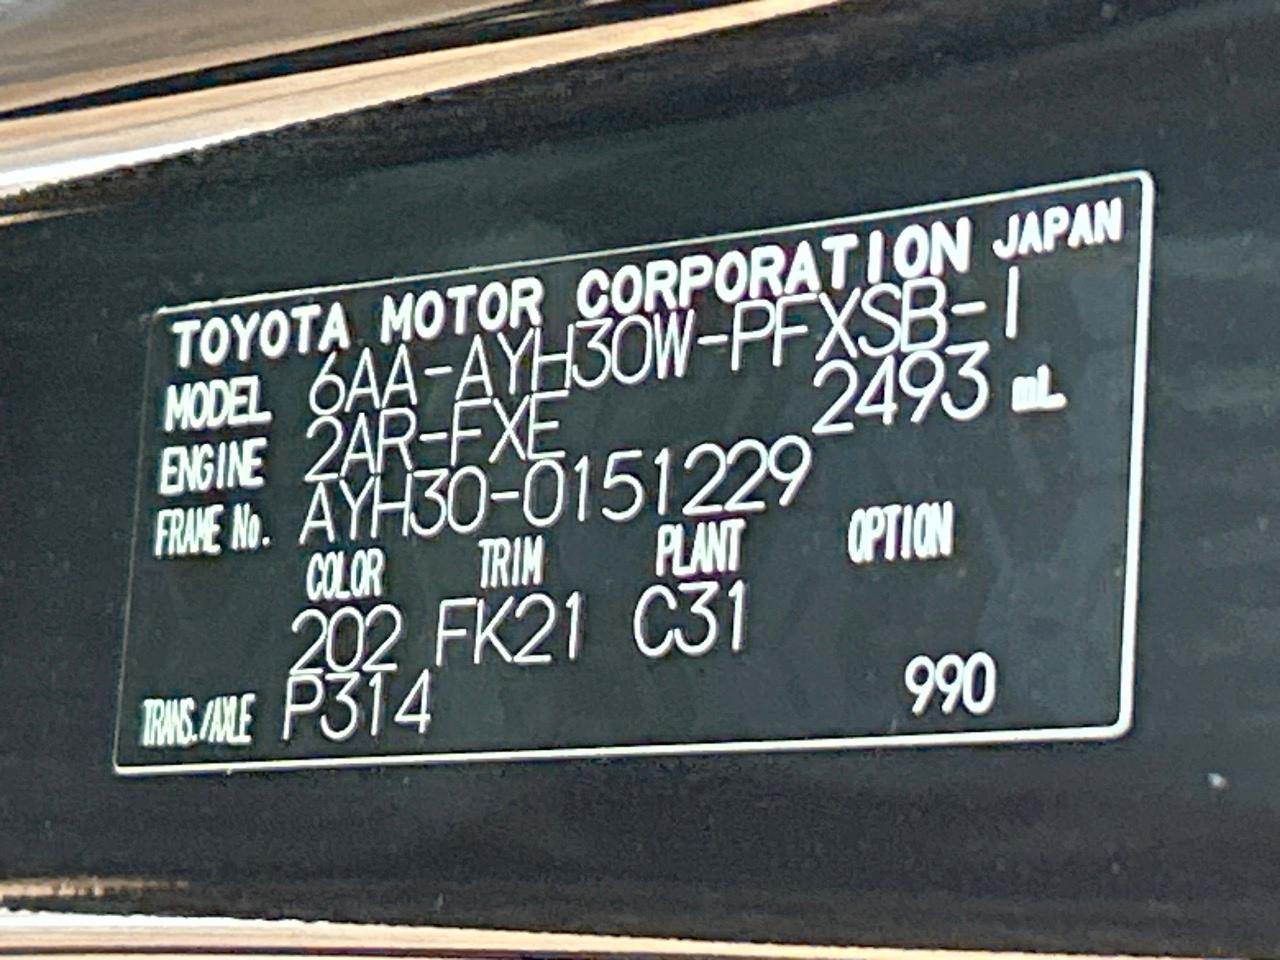 TOYOTA MOTOR CORPORATION JAPAN
MODEL 6AA-AYH30W-PFXSB-1
ENGINE 2AR-FXE 2493 mL
FRAME No. AYH30-0151229
COLOR TRIM PLANT OPTION
202 FK21 C31
TRANS./AXLE P314 990